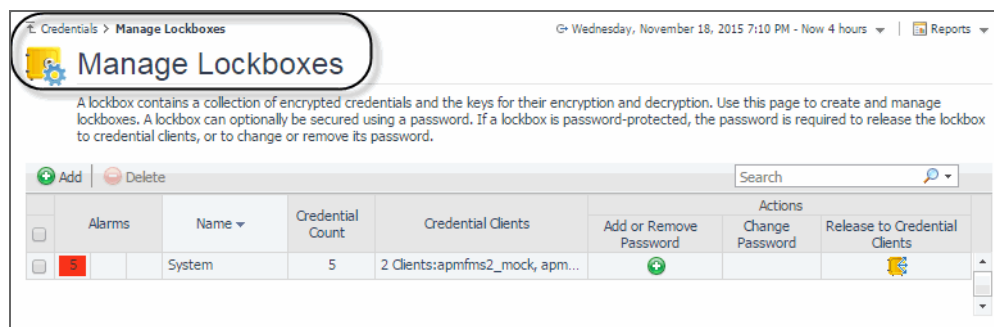 Credentials > Manage Lockboxes
Wednesday, November 18, 2015 7:10 PM - Now 4 hours | Reports
Manage Lockboxes
A lockbox contains a collection of encrypted credentials and the keys for their encryption and decryption. Use this page to create and manage
lockboxes. A lockbox can optionally be secured using a password. If a lockbox is password-protected, the password is required to release the lockbox
to credential clients, or to change or remove its password.
Add | Delete Search
Actions
Alarms Name Credential Count Credential Clients Add or Remove Password Change Password Release to Credential Clients
5 System 5 2 Clients:apmfms2_mock, apm...